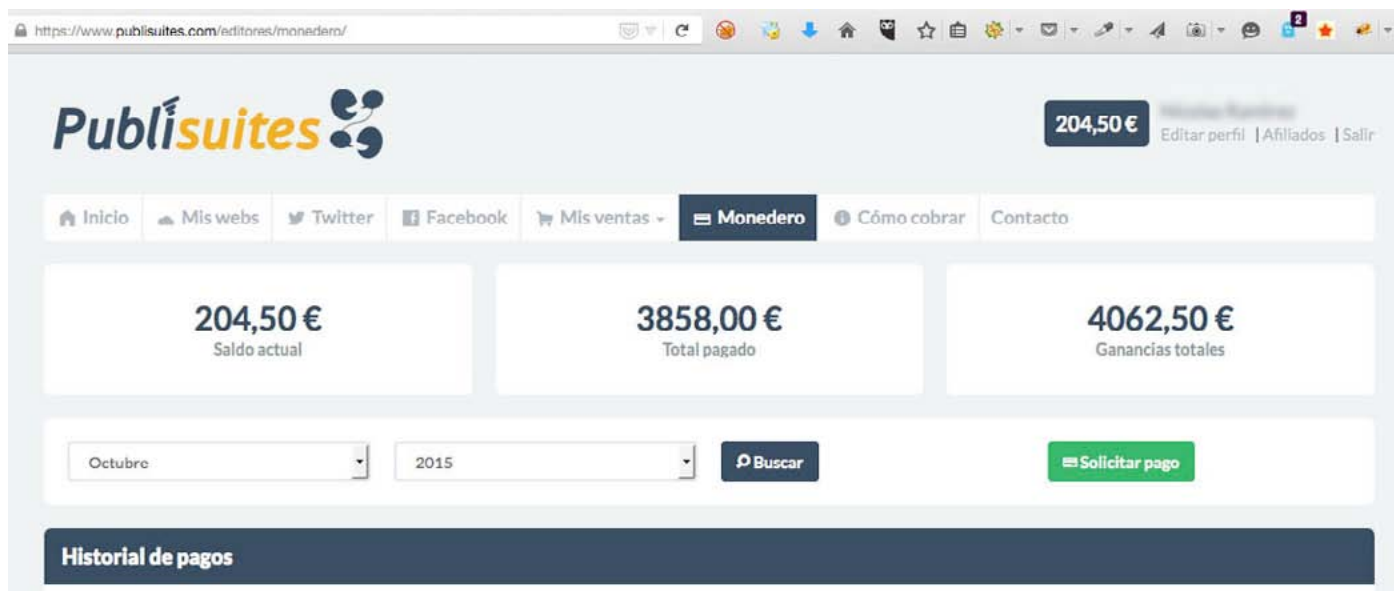 https://www.publisuites.com/editores/monedero/
2
Publisuites
204,50 €
Editar perfil | Afiliados | Salir
Inicio Mis webs Twitter Facebook Mis ventas Monedero Cómo cobrar Contacto
204,50 € 3858,00 € 4062,50 €
Saldo actual Total pagado Ganancias totales
Octubre 2015 Buscar Solicitar pago
Historial de pagos